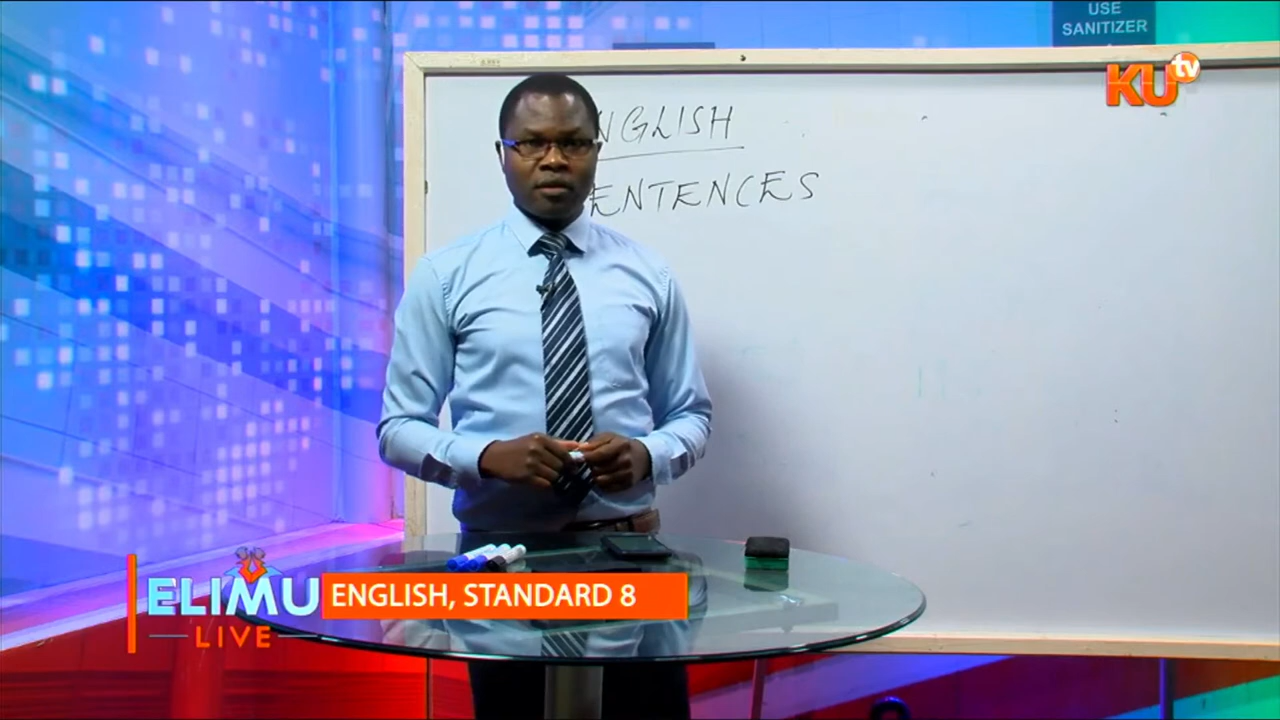 USE
SANITIZER
KU tv
NGLISH
ENTENCES
ELIMU
LIVE
ENGLISH, STANDARD 8